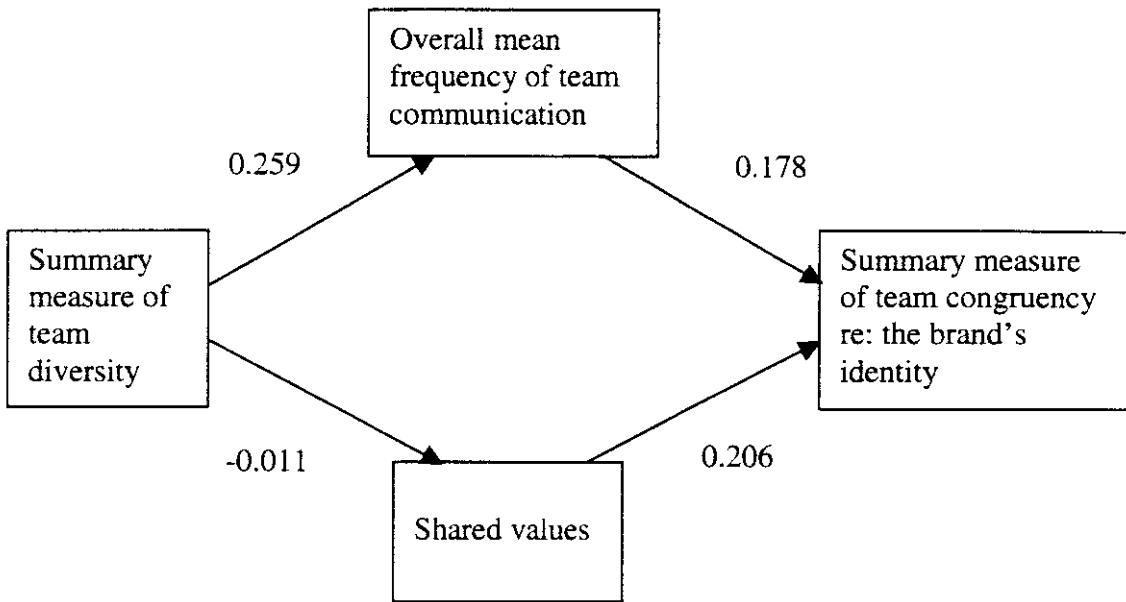 Overall mean
frequency of team
communication
0.259
0.178
Summary
measure of
team
diversity
Summary measure
of team congruency
re: the brand's
identity
-0.011
0.206
Shared values